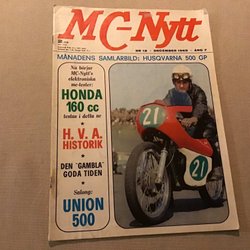 MC-Nytt
NR 12 - DECEMBER 1965 - ÅRG 7
MÅNADENS SAMLARBILD: HUSQVARNA 500 GP
Nu börjar
MC-Nytt's
elektroniska
mc-tester:
HONDA
160 cc
testas i detta nr
H. V. A.
HISTORIK
DEN "GAMLA"
GODA TIDEN
Salong:
UNION
500
21
21